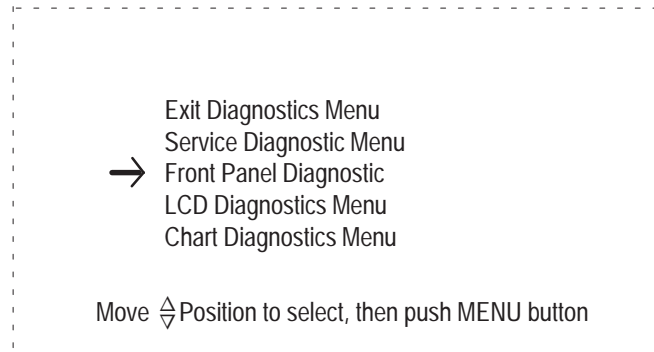 Exit Diagnostics Menu
Service Diagnostic Menu
Front Panel Diagnostic
LCD Diagnostics Menu
Chart Diagnostics Menu
Move Position to select, then push MENU button